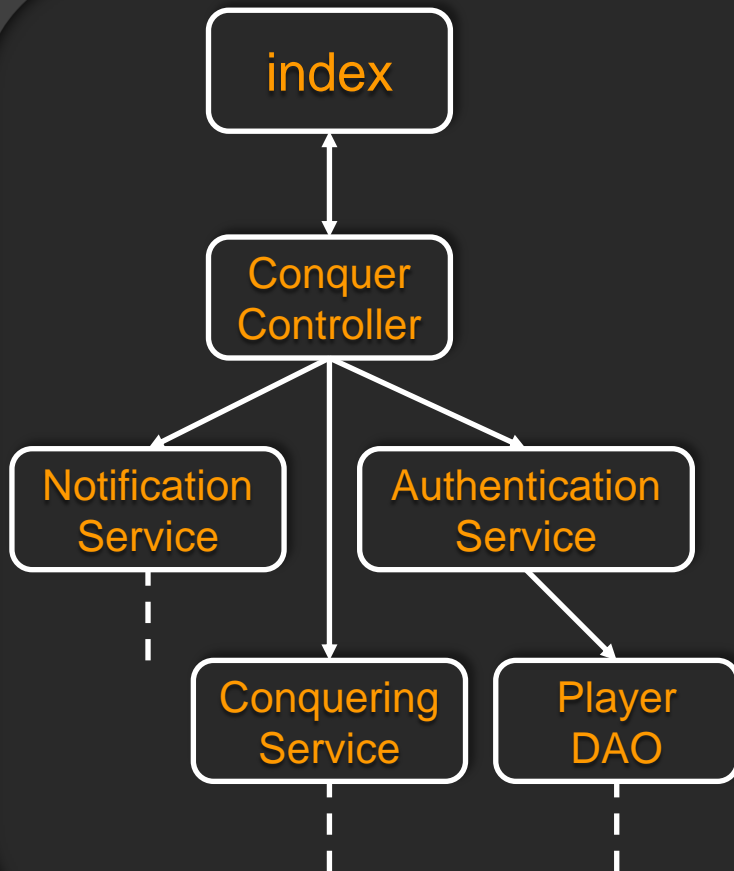 index
Conquer
Controller
Notification
Service
Authentication
Service
Conquering
Service
Player
DAO